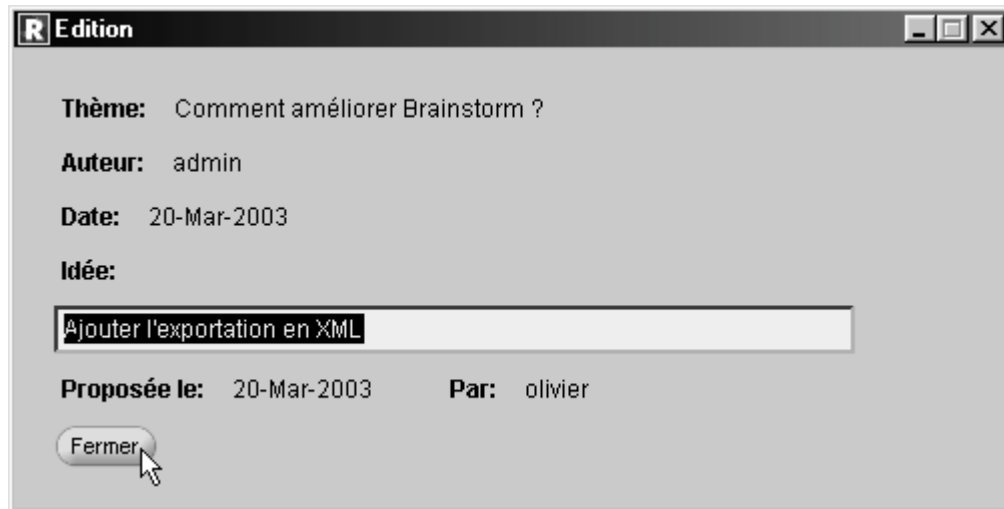 R Edition
Thème: Comment améliorer Brainstorm ?
Auteur: admin
Date: 20-Mar-2003
Idée:
Ajouter l'exportation en XML
Proposée le: 20-Mar-2003 Par: olivier
Fermer